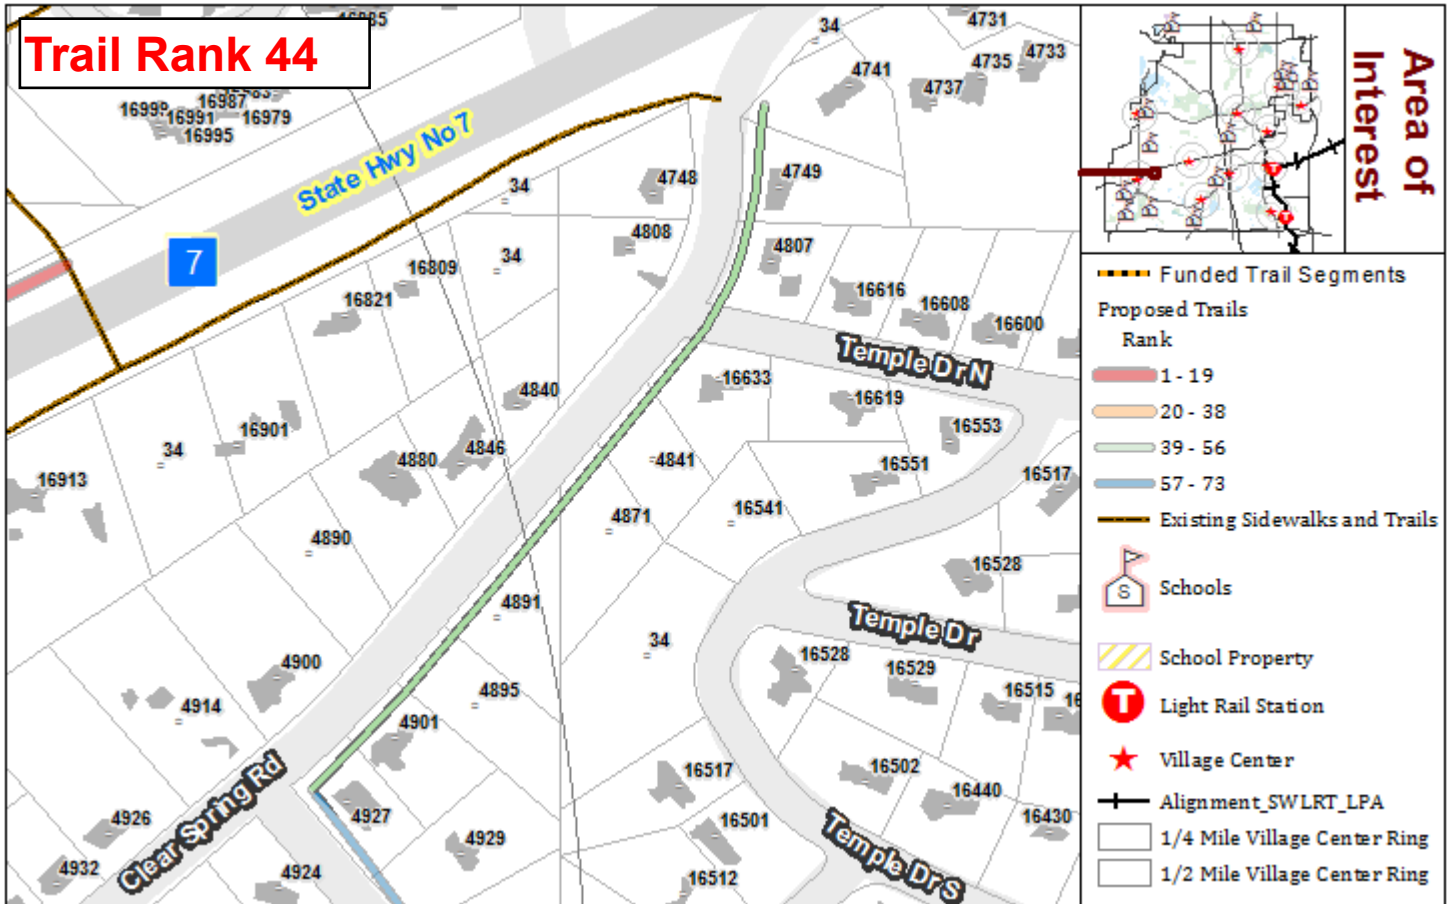 Trail Rank 44
16985
16983
16999
16987
16991
16979
16995
State Hwy No 7
7
34
4731
4733
4735
4741
4737
34
4748
4749
4808
4807
34
16809
16821
16616
16608
16600
Temple Dr N
16633
16619
4840
16553
16901
34
4846
4880
4841
16551
16517
16913
4871
16541
4890
16528
4891
Temple Dr
34
16528
16529
4900
4895
16515
4914
4901
Clear Spring Rd
16517
16502
16440
4927
4926
4929
16501
16430
Temple Dr S
4932
4924
16512
Area of
Interest
Funded Trail Segments
Proposed Trails
Rank
1 - 19
20 - 38
39 - 56
57 - 73
Existing Sidewalks and Trails
S
Schools
School Property
T
Light Rail Station
Village Center
Alignment_SWLRT_LPA
1/4 Mile Village Center Ring
1/2 Mile Village Center Ring